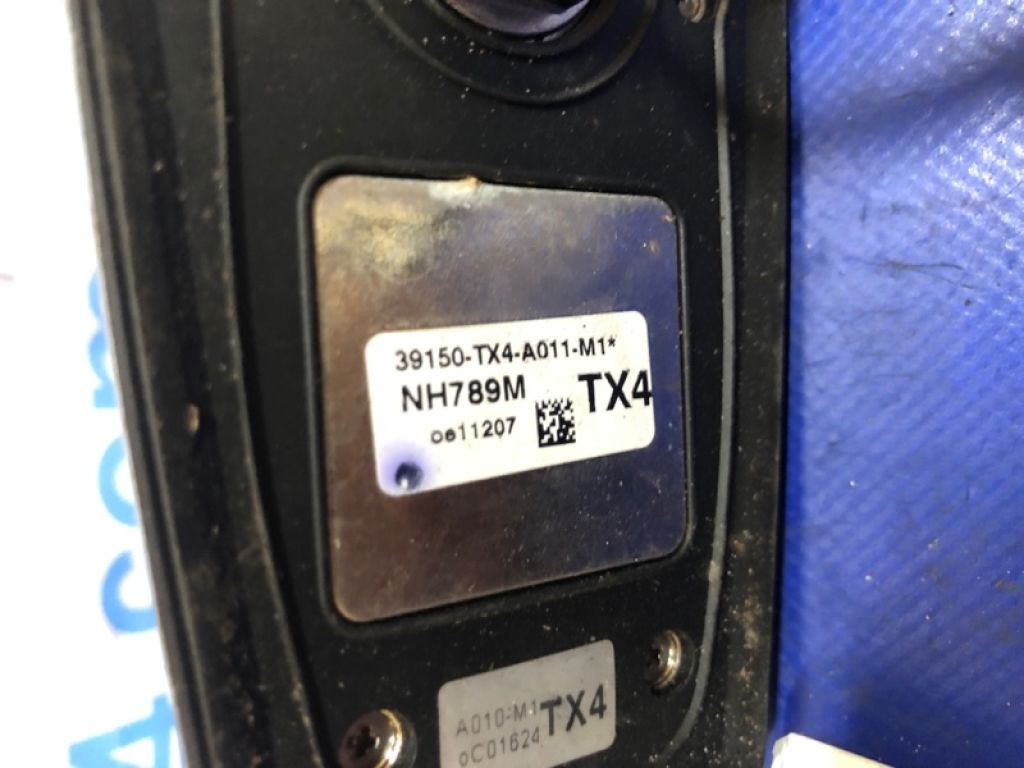 39150-TX4-A011-M1*
NH789M
TX4
oe11207
A010-M1
TX4
oC01624